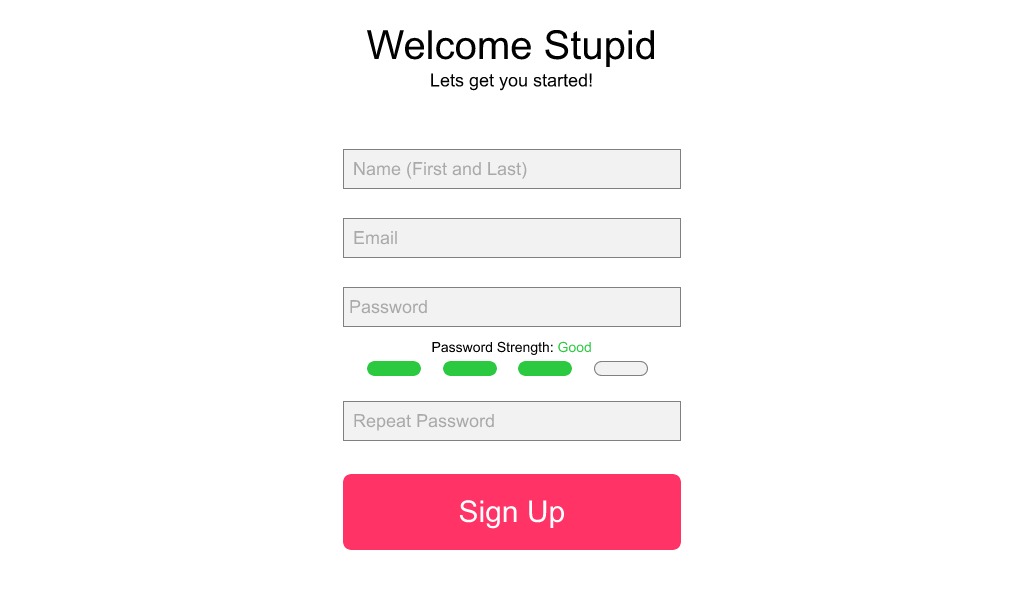 Welcome Stupid
Lets get you started!
Name (First and Last)
Email
Password
Password Strength: Good
Repeat Password
Sign Up